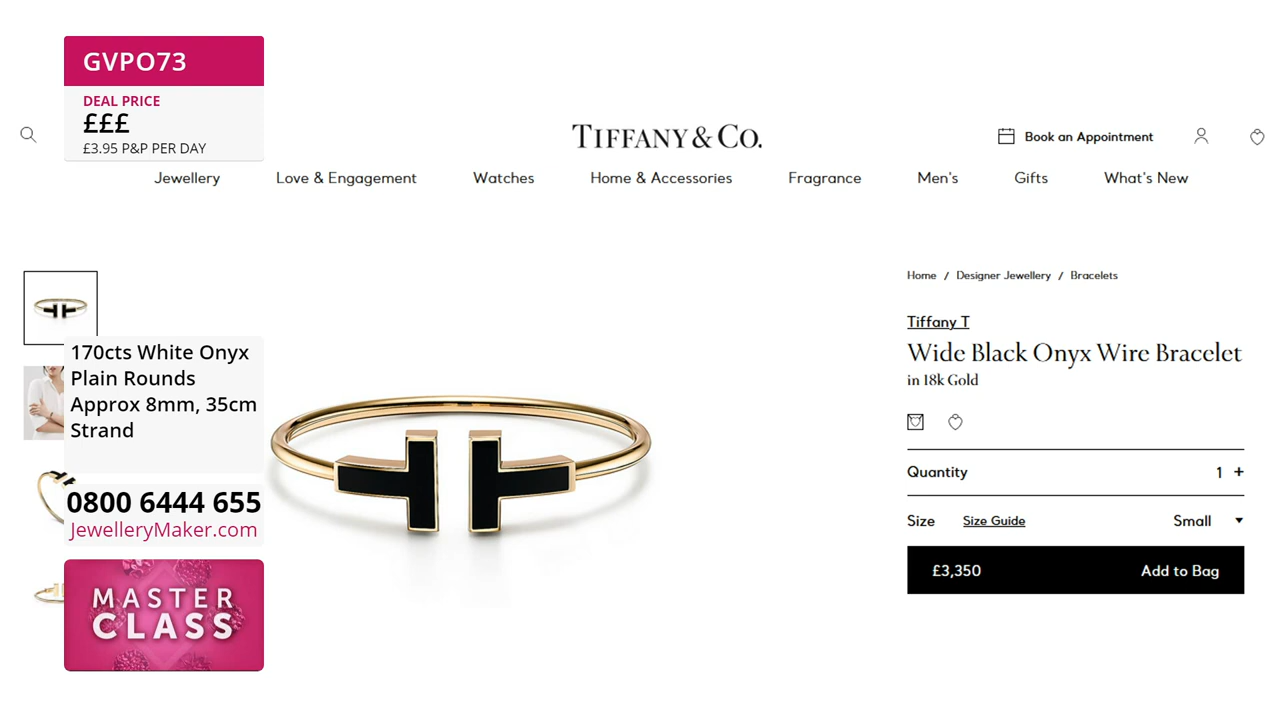 GVPO73
DEAL PRICE
£££
£3.95 P&P PER DAY
TIFFANY & CO.
Book an Appointment
Jewellery
Love & Engagement
Watches
Home & Accessories
Fragrance
Men's
Gifts
What's New
Home / Designer Jewellery / Bracelets
Tiffany T
Wide Black Onyx Wire Bracelet
in 18k Gold
Quantity 1 +
Size Size Guide Small
£3,350 Add to Bag
170cts White Onyx
Plain Rounds
Approx 8mm, 35cm
Strand
0800 6444 655
JewelleryMaker.com
MASTER
CLASS